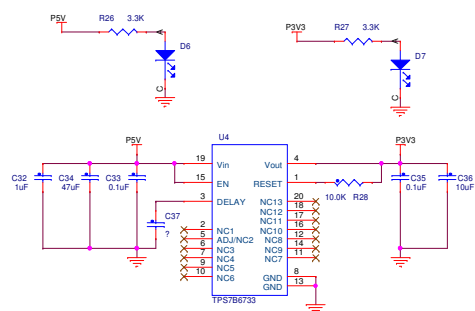 P5V R26 3.3K A D6 C
P3V3 R27 3.3K A D7 C
P5V U4 P3V3
C32 1uF
C34 47uF
C33 0.1uF
C37 ?
19 Vin Vout 4
15 EN RESET 1
3 DELAY NC13 20
NC12 18
NC11 17
2 NC1 NC10 16
5 ADJ/NC2 NC8 12
6 NC3 NC9 14
7 NC4 NC7 11
9 NC5
10 NC6 GND 8
GND 13
TPS7B6733
10.0K R28
C35 0.1uF
C36 10uF